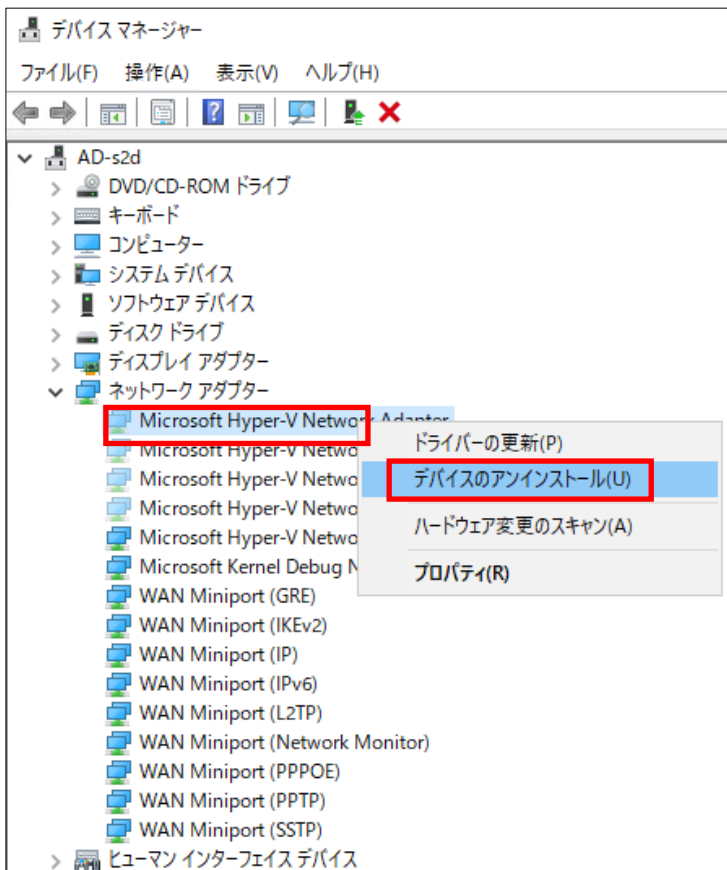 デバイス マネージャー
ファイル(F) 操作(A) 表示(V) ヘルプ(H)
AD-s2d
DVD/CD-ROM ドライブ
キーボード
コンピューター
システム デバイス
ソフトウェア デバイス
ディスク ドライブ
ディスプレイ アダプター
ネットワーク アダプター
Microsoft Hyper-V Network Adapter
Microsoft Hyper-V Netwo
Microsoft Hyper-V Netwo
Microsoft Hyper-V Netwo
Microsoft Hyper-V Netwo
Microsoft Kernel Debug N
WAN Miniport (GRE)
WAN Miniport (IKEv2)
WAN Miniport (IP)
WAN Miniport (IPv6)
WAN Miniport (L2TP)
WAN Miniport (Network Monitor)
WAN Miniport (PPPOE)
WAN Miniport (PPTP)
WAN Miniport (SSTP)
ヒューマン インターフェイス デバイス
ドライバーの更新(P)
デバイスのアンインストール(U)
ハードウェア変更のスキャン(A)
プロパティ(R)